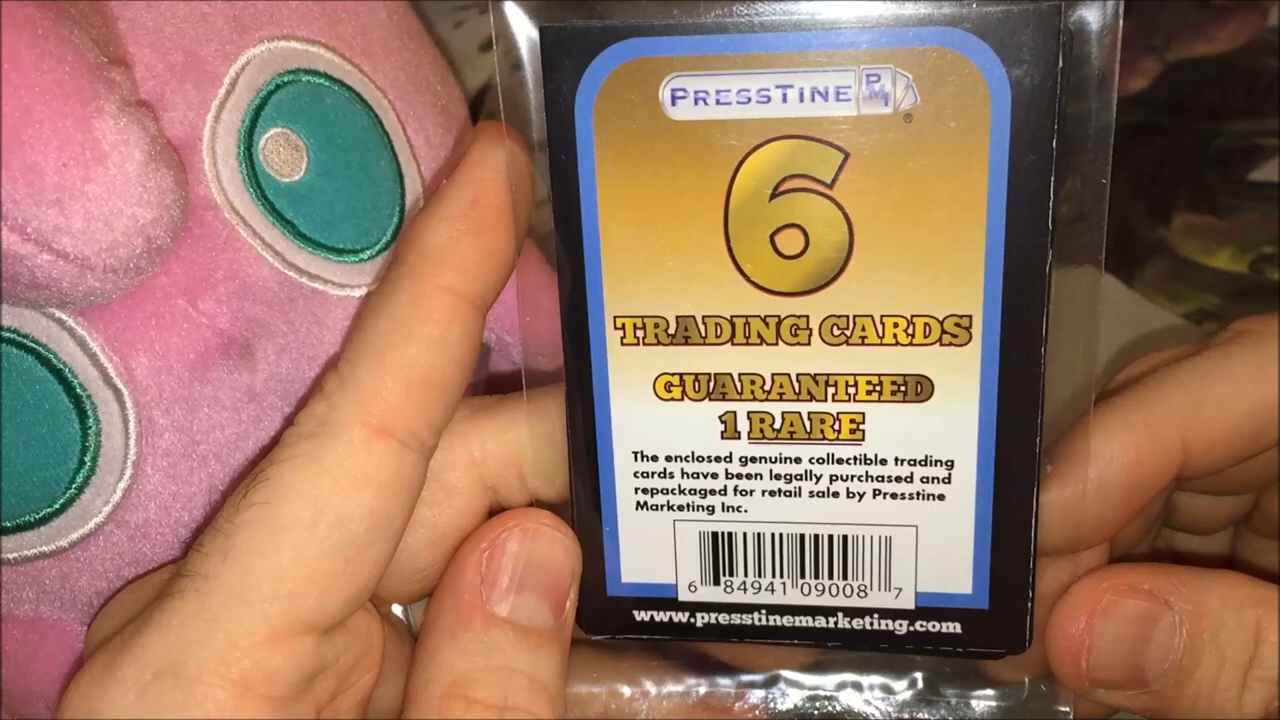 PRESSTINE PMI ®
6
TRADING CARDS
GUARANTEED
1 RARE
The enclosed genuine collectible trading
cards have been legally purchased and
repackaged for retail sale by Presstine
Marketing Inc.
6 84941 09008 7
www.presstinemarketing.com